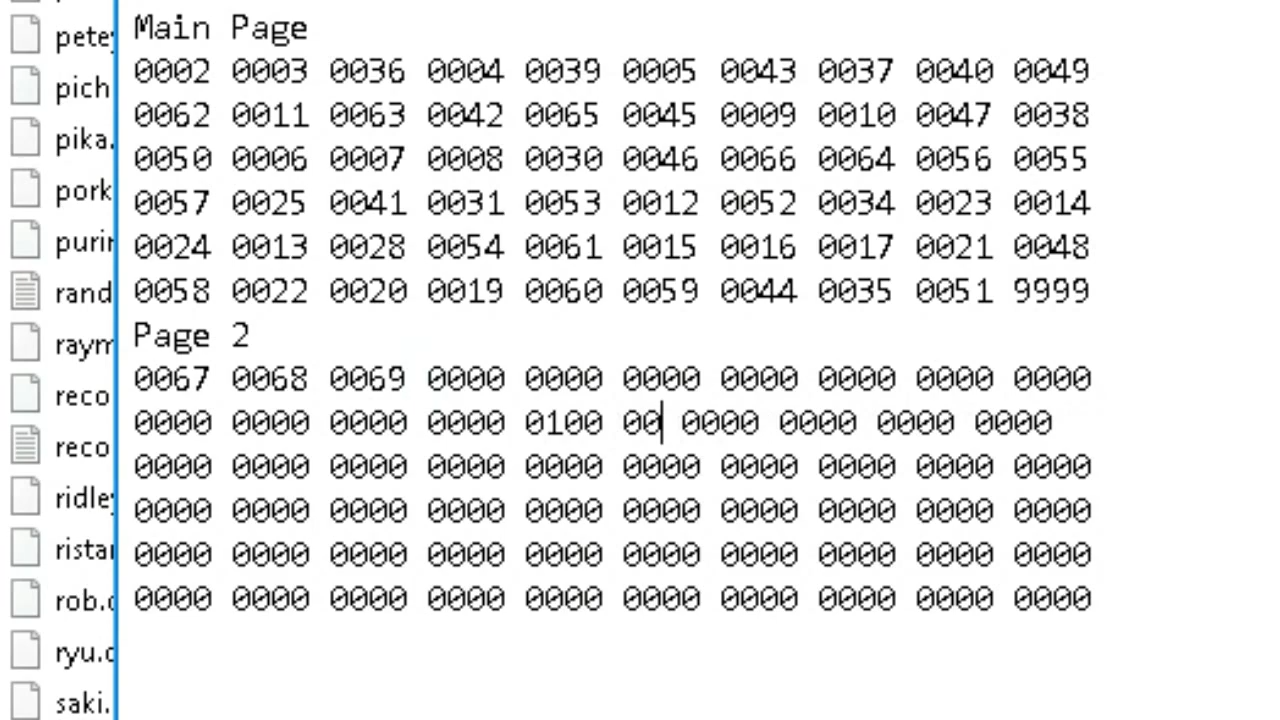 Main Page
0002 0003 0036 0004 0039 0005 0043 0037 0040 0049
0062 0011 0063 0042 0065 0045 0009 0010 0047 0038
0050 0006 0007 0008 0030 0046 0066 0064 0056 0055
0057 0025 0041 0031 0053 0012 0052 0034 0023 0014
0024 0013 0028 0054 0061 0015 0016 0017 0021 0048
0058 0022 0020 0019 0060 0059 0044 0035 0051 9999
Page 2
0067 0068 0069 0000 0000 0000 0000 0000 0000 0000
0000 0000 0000 0000 0100 00 0000 0000 0000 0000
0000 0000 0000 0000 0000 0000 0000 0000 0000 0000
0000 0000 0000 0000 0000 0000 0000 0000 0000 0000
0000 0000 0000 0000 0000 0000 0000 0000 0000 0000
0000 0000 0000 0000 0000 0000 0000 0000 0000 0000
petey
pich
pika.
pork
purin
rand
raym
reco
reco
ridley
ristar
rob.
ryu.
saki.